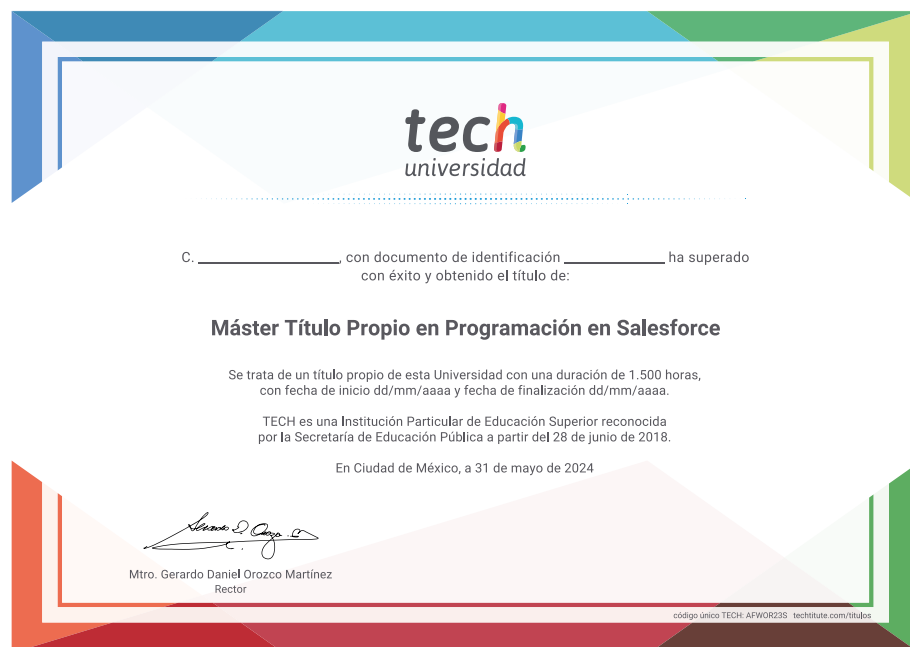 tech
universidad
C. ____________, con documento de identificación ____________ ha superado
con éxito y obtenido el título de:
Máster Título Propio en Programación en Salesforce
Se trata de un título propio de esta Universidad con una duración de 1.500 horas,
con fecha de inicio dd/mm/aaaa y fecha de finalización dd/mm/aaaa.
TECH es una Institución Particular de Educación Superior reconocida
por la Secretaría de Educación Pública a partir del 28 de junio de 2018.
En Ciudad de México, a 31 de mayo de 2024
Mtro. Gerardo Daniel Orozco Martínez
Rector
código único TECH: AFWOR23S techtitute.com/titulos